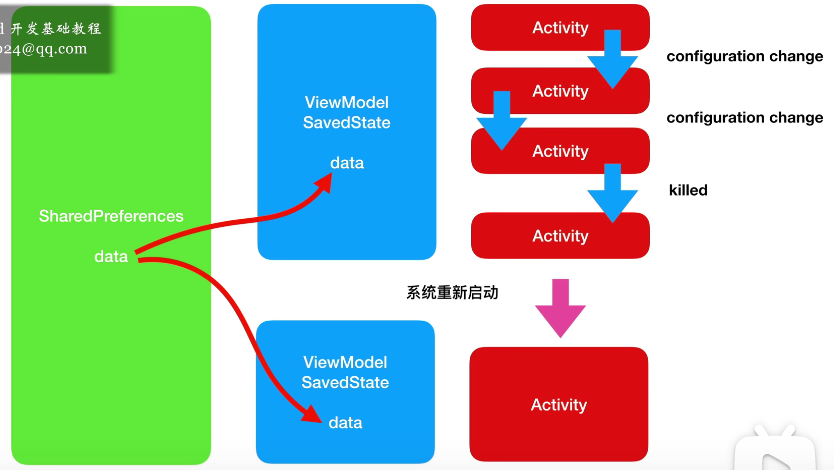 开发基础教程
024@qq.com
SharedPreferences
data
ViewModel
SavedState
data
ViewModel
SavedState
data
Activity
configuration change
Activity
configuration change
Activity
killed
Activity
系统重新启动
Activity